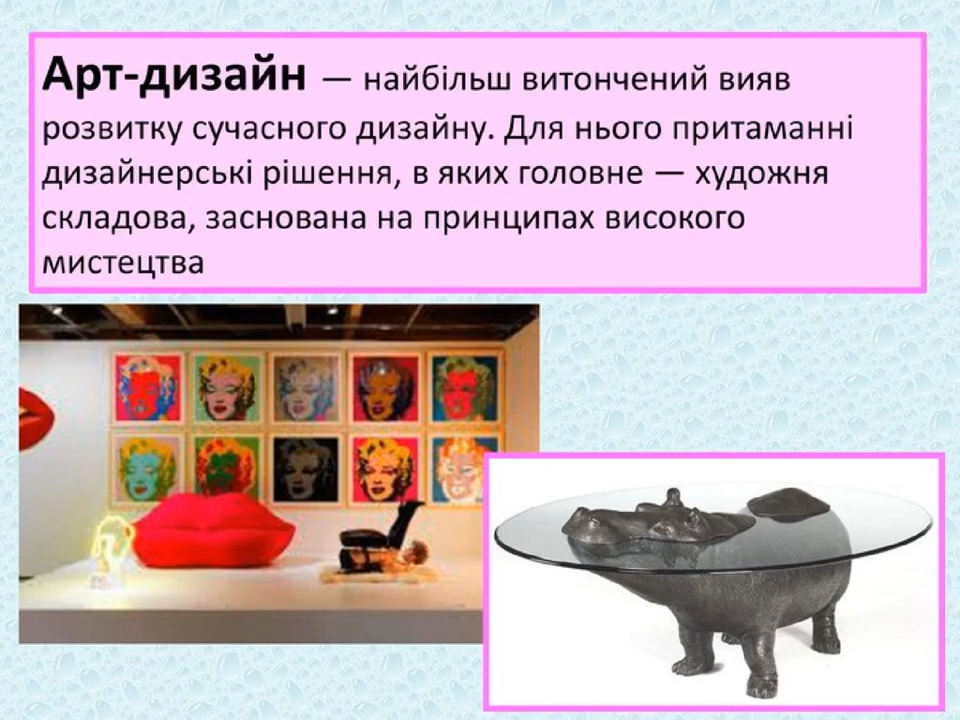 Арт-дизайн — найбільш витончений вияв
розвитку сучасного дизайну. Для нього притаманні
дизайнерські рішення, в яких головне — художня
складова, заснована на принципах високого
мистецтва